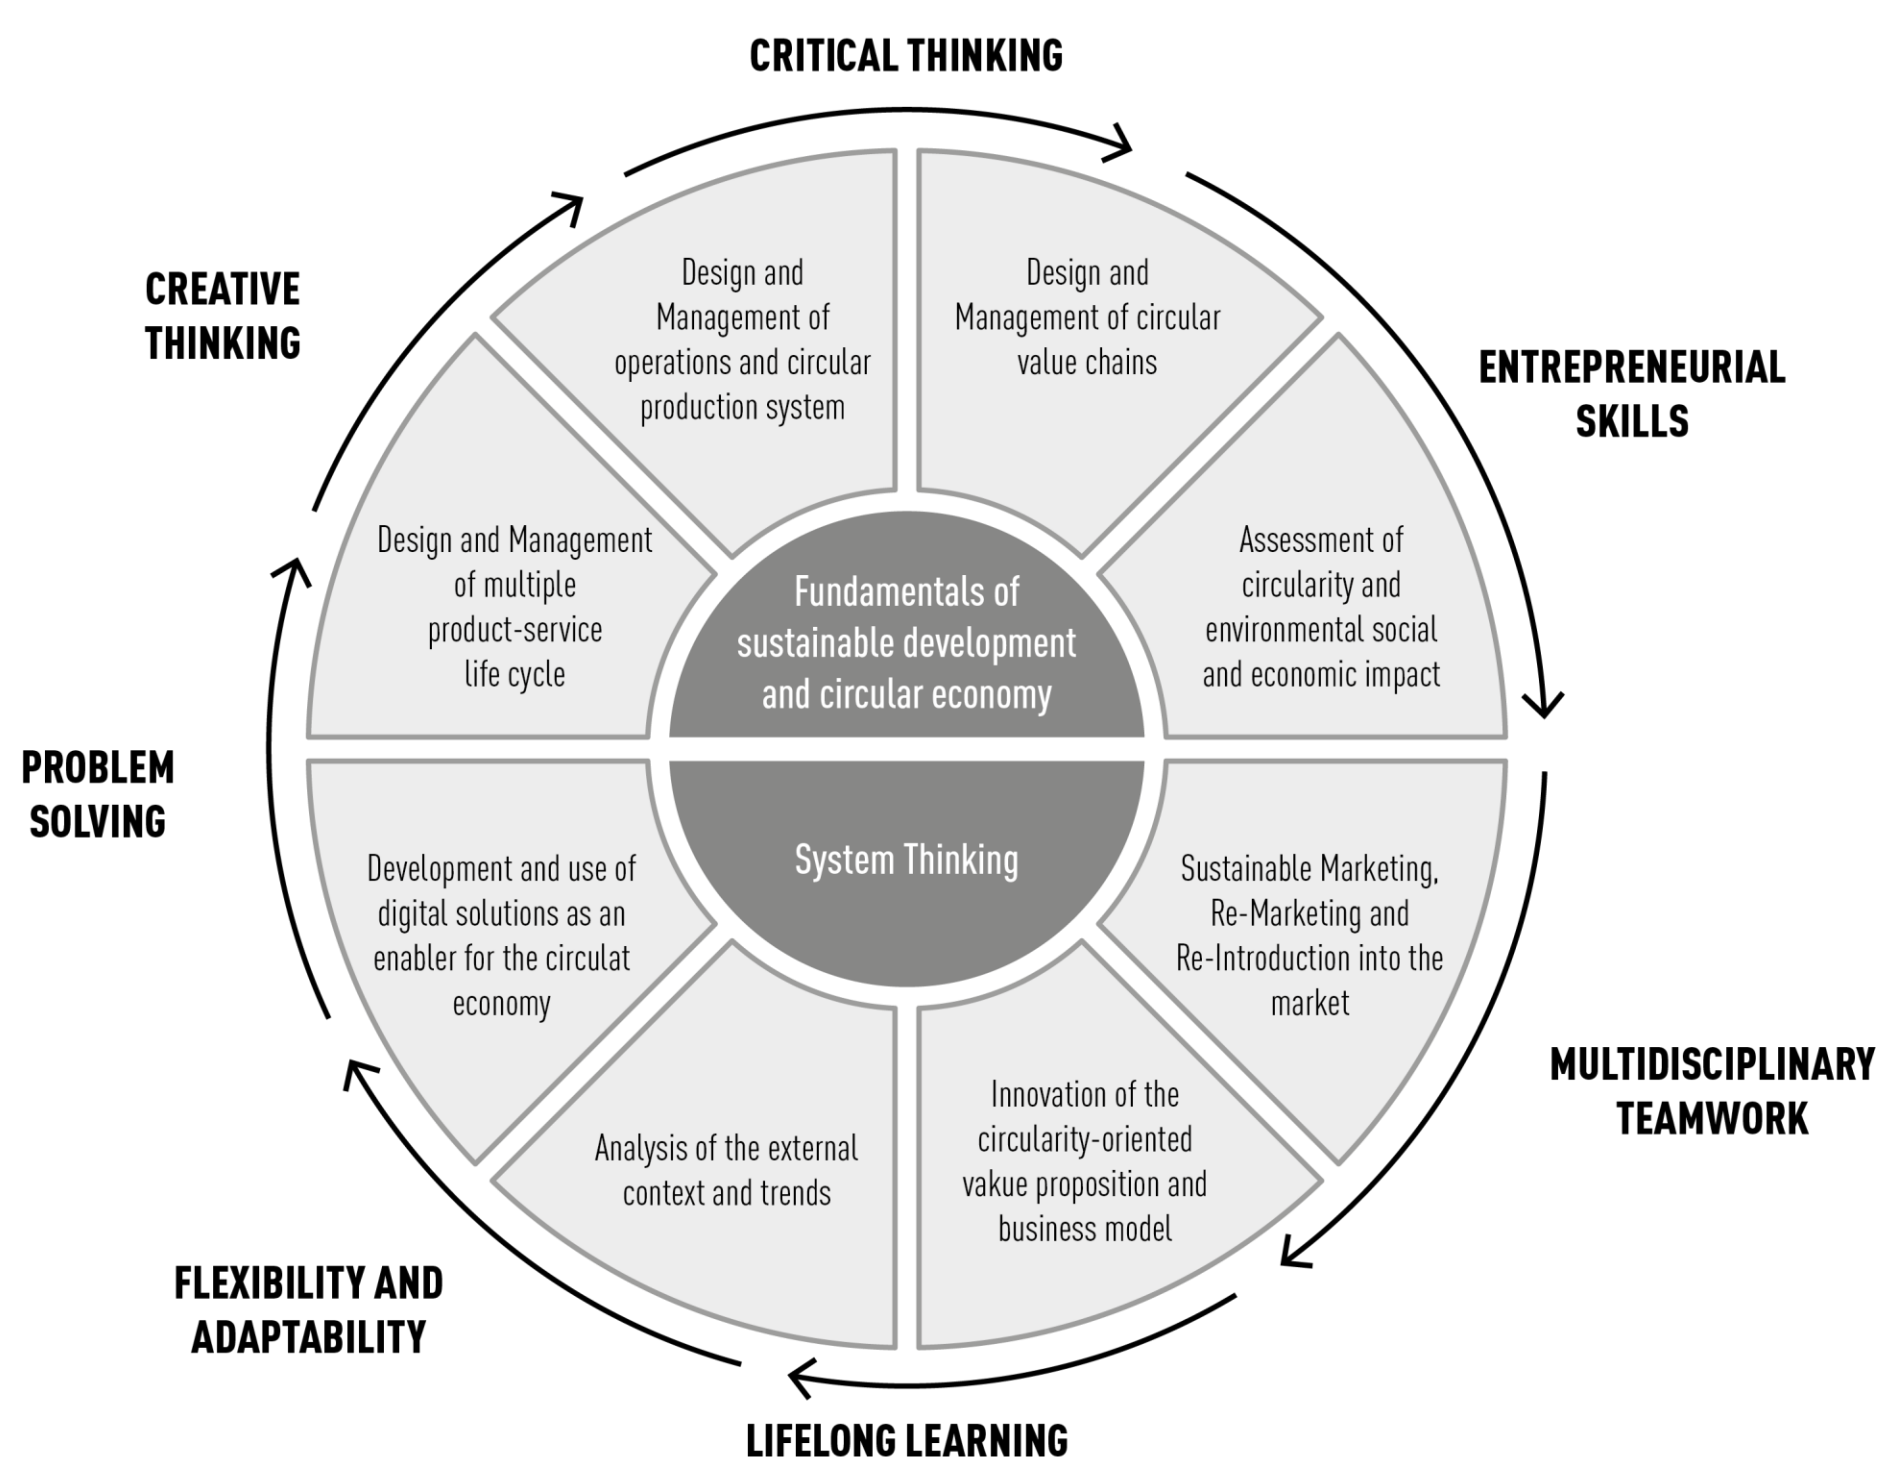 CRITICAL THINKING
CREATIVE
THINKING
ENTREPRENEURIAL
SKILLS
Design and
Management of
operations and circular
production system
Design and
Management of circular
value chains
Design and Management
of multiple
product-service
life cycle
Fundamentals of
sustainable development
and circular economy
Assessment of
circularity and
environmental social
and economic impact
PROBLEM
SOLVING
Development and use of
digital solutions as an
enabler for the circulat
economy
System Thinking
Sustainable Marketing,
Re-Marketing and
Re-Introduction into the
market
MULTIDISCIPLINARY
TEAMWORK
Analysis of the external
context and trends
Innovation of the
circularity-oriented
vakue proposition and
business model
FLEXIBILITY AND
ADAPTABILITY
LIFELONG LEARNING